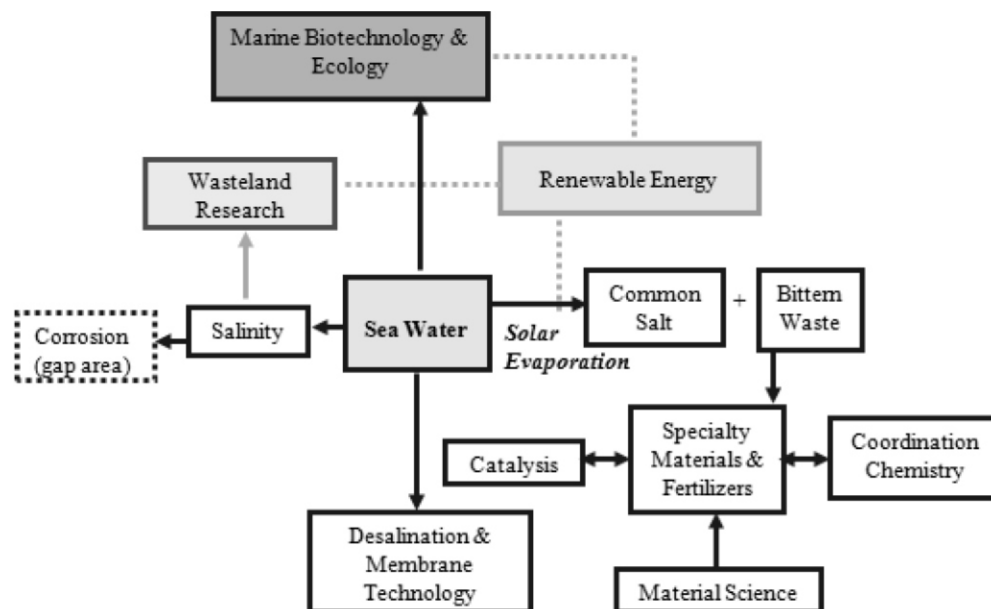 Marine Biotechnology &
Ecology
Wasteland
Research
Renewable Energy
Corrosion
(gap area)
Salinity
Sea Water
Solar
Evaporation
Common
Salt
+
Bittern
Waste
Catalysis
Specialty
Materials &
Fertilizers
Coordination
Chemistry
Desalination &
Membrane
Technology
Material Science